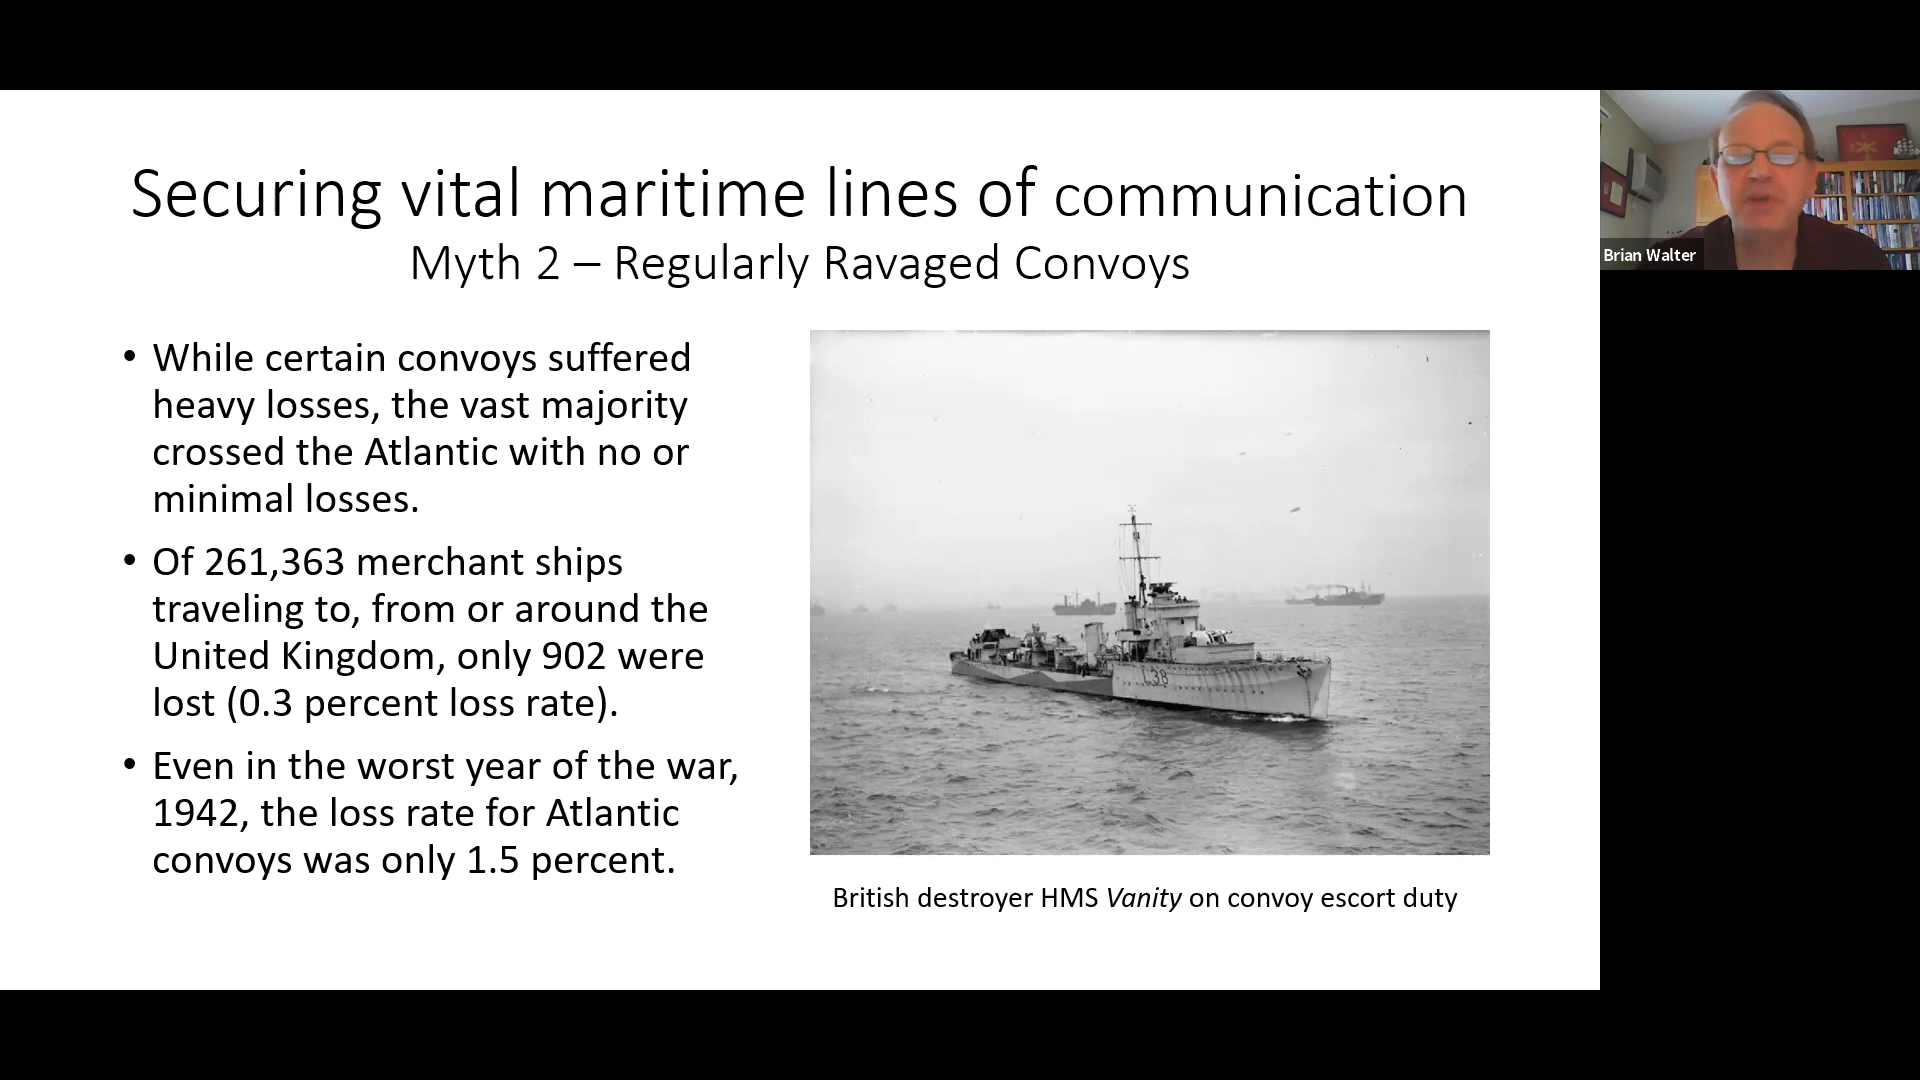 Securing vital maritime lines of communication
Myth 2 – Regularly Ravaged Convoys
• While certain convoys suffered
heavy losses, the vast majority
crossed the Atlantic with no or
minimal losses.
• Of 261,363 merchant ships
traveling to, from or around the
United Kingdom, only 902 were
lost (0.3 percent loss rate).
• Even in the worst year of the war,
1942, the loss rate for Atlantic
convoys was only 1.5 percent.
L38
British destroyer HMS Vanity on convoy escort duty
Brian Walter